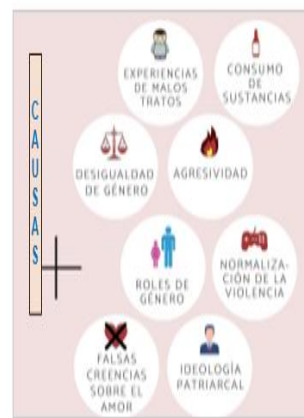 CAUSAS
EXPERIENCIAS
DE MALOS
TRATOS
CONSUMO
DE
SUSTANCIAS
DESIGUALDAD
DE GÉNERO
AGRESIVIDAD
ROLES DE
GÉNERO
NORMALIZA-
CIÓN DE LA
VIOLENCIA
FALSAS
CREENCIAS
SOBRE EL
AMOR
IDEOLOGÍA
PATRIARCAL